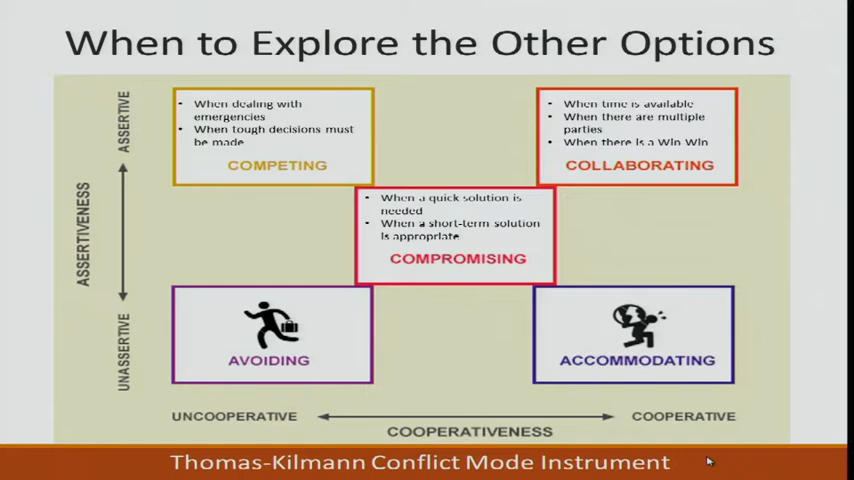 When to Explore the Other Options
ASSERTIVE
ASSERTIVENESS
UNASSERTIVE
• When dealing with
emergencies
• When tough decisions must
be made
COMPETING
• When time is available
• When there are multiple
parties
• When there is a Win Win
COLLABORATING
• When a quick solution is
needed
• When a short-term solution
is appropriate
COMPROMISING
AVOIDING
ACCOMMODATING
UNCOOPERATIVE
COOPERATIVE
COOPERATIVENESS
Thomas-Kilmann Conflict Mode Instrument